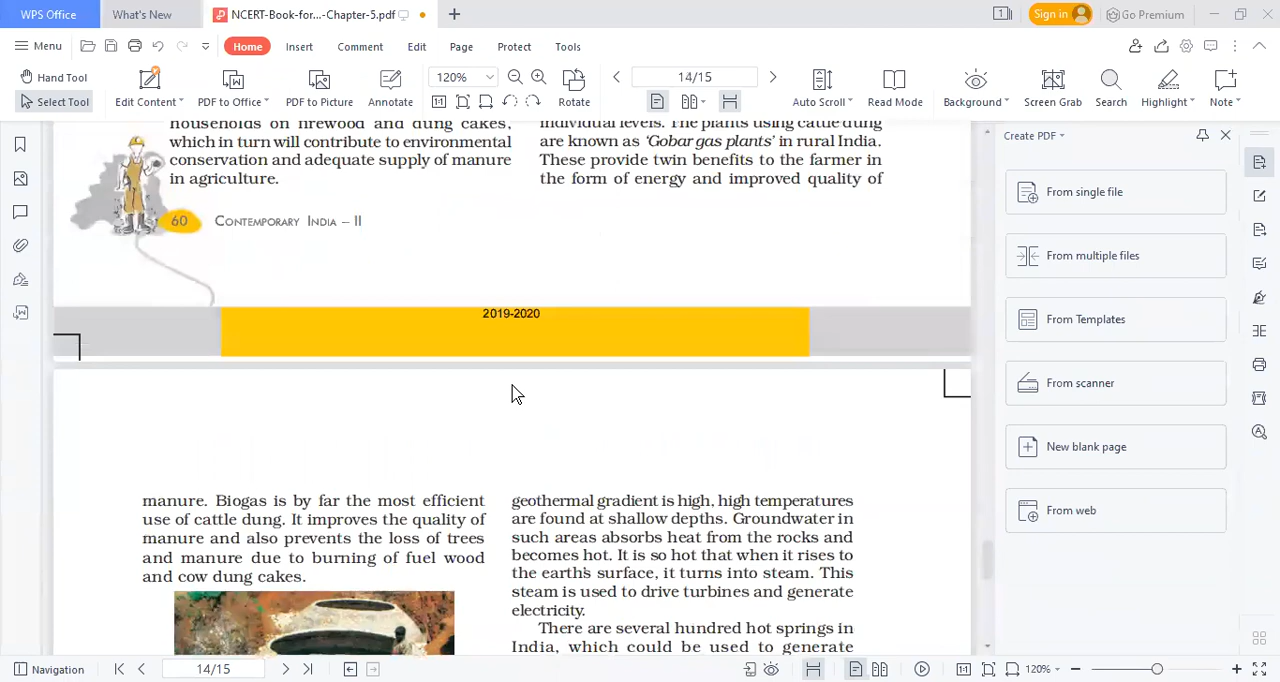 WPS Office
What's New
NCERT-Book-for...-Chapter-5.pdf
1
Sign in
Go Premium
Menu
Home
Insert
Comment
Edit
Page
Protect
Tools
Hand Tool
Select Tool
Edit Content
PDF to Office
PDF to Picture
Annotate
120%
Rotate
14/15
Auto Scroll
Read Mode
Background
Screen Grab
Search
Highlight
Note
households on firewood and dung cakes,
which in turn will contribute to environmental
conservation and adequate supply of manure
in agriculture.
individual levels. The plants using cattle dung
are known as 'Gobar gas plants' in rural India.
These provide twin benefits to the farmer in
the form of energy and improved quality of
60 CONTEMPORARY INDIA – II
2019-2020
manure. Biogas is by far the most efficient
use of cattle dung. It improves the quality of
manure and also prevents the loss of trees
and manure due to burning of fuel wood
and cow dung cakes.
geothermal gradient is high, high temperatures
are found at shallow depths. Groundwater in
such areas absorbs heat from the rocks and
becomes hot. It is so hot that when it rises to
the earth's surface, it turns into steam. This
steam is used to drive turbines and generate
electricity.
There are several hundred hot springs in
India, which could be used to generate
Create PDF
From single file
From multiple files
From Templates
From scanner
New blank page
From web
Navigation
14/15
120%